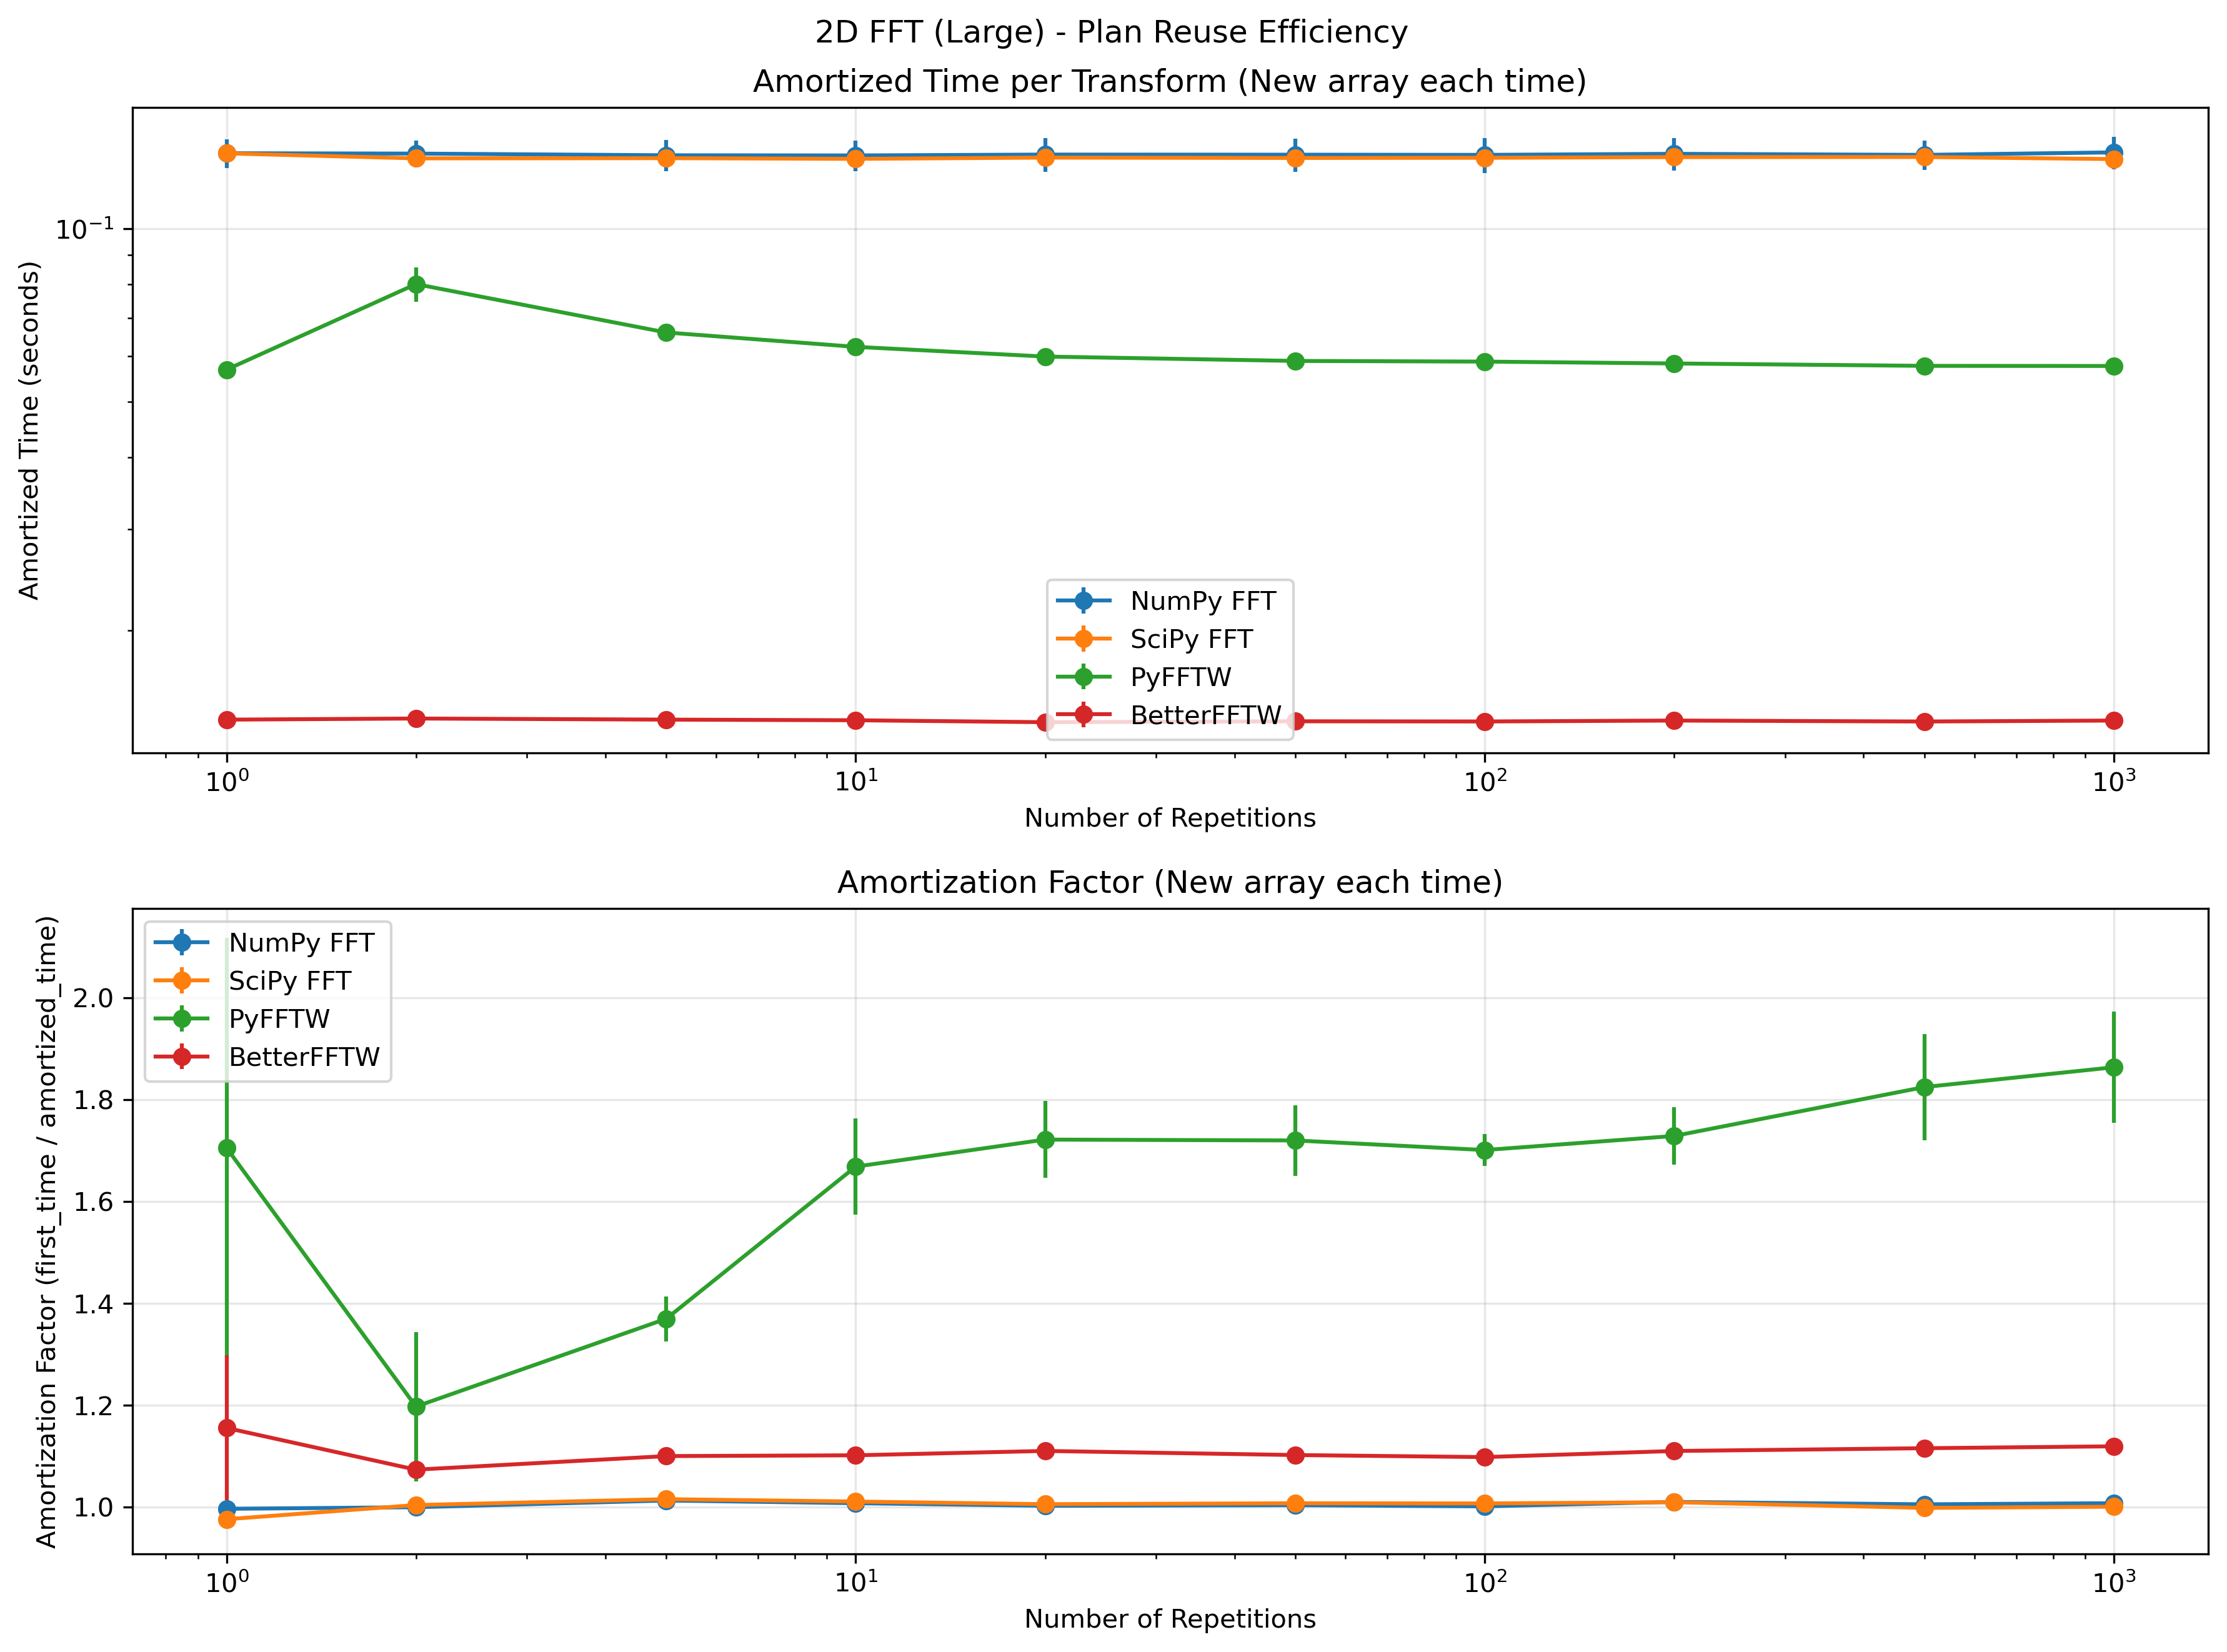 2D FFT (Large) - Plan Reuse Efficiency
Amortized Time per Transform (New array each time)
Amortized Time (seconds)
10⁻¹
NumPy FFT
SciPy FFT
PyFFTW
BetterFFTW
10⁰ 10¹ 10² 10³
Number of Repetitions
Amortization Factor (New array each time)
Amortization Factor (first_time / amortized_time)
NumPy FFT
SciPy FFT
PyFFTW
BetterFFTW
2.0
1.8
1.6
1.4
1.2
1.0
10⁰ 10¹ 10² 10³
Number of Repetitions